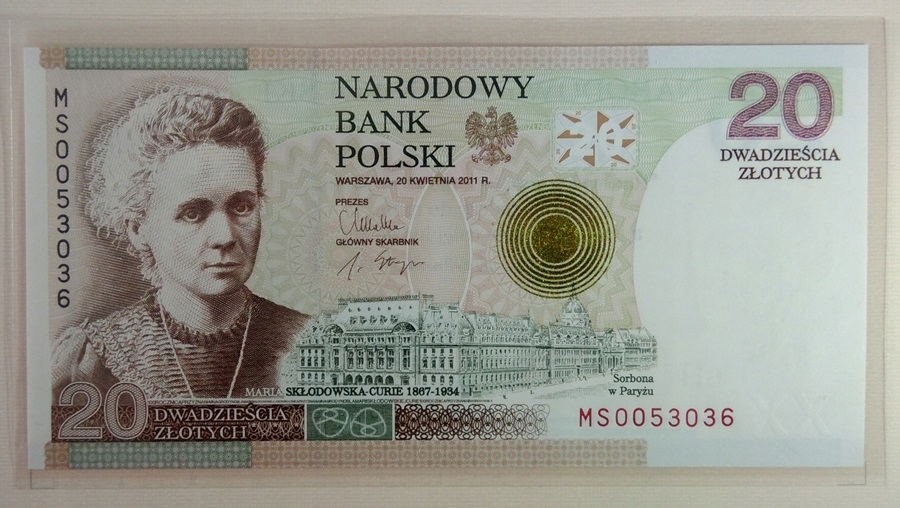 MS0053036
NARODOWY
BANK
POLSKI
WARSZAWA, 20 KWIETNIA 2011 R.
PREZES
GŁÓWNY SKARBNIK
20
DWADZIEŚCIA
ZŁOTYCH
Sorbona
w Paryżu
MARIA SKŁODOWSKA-CURIE 1867-1934
20 DWADZIEŚCIA
ZŁOTYCH
MS0053036